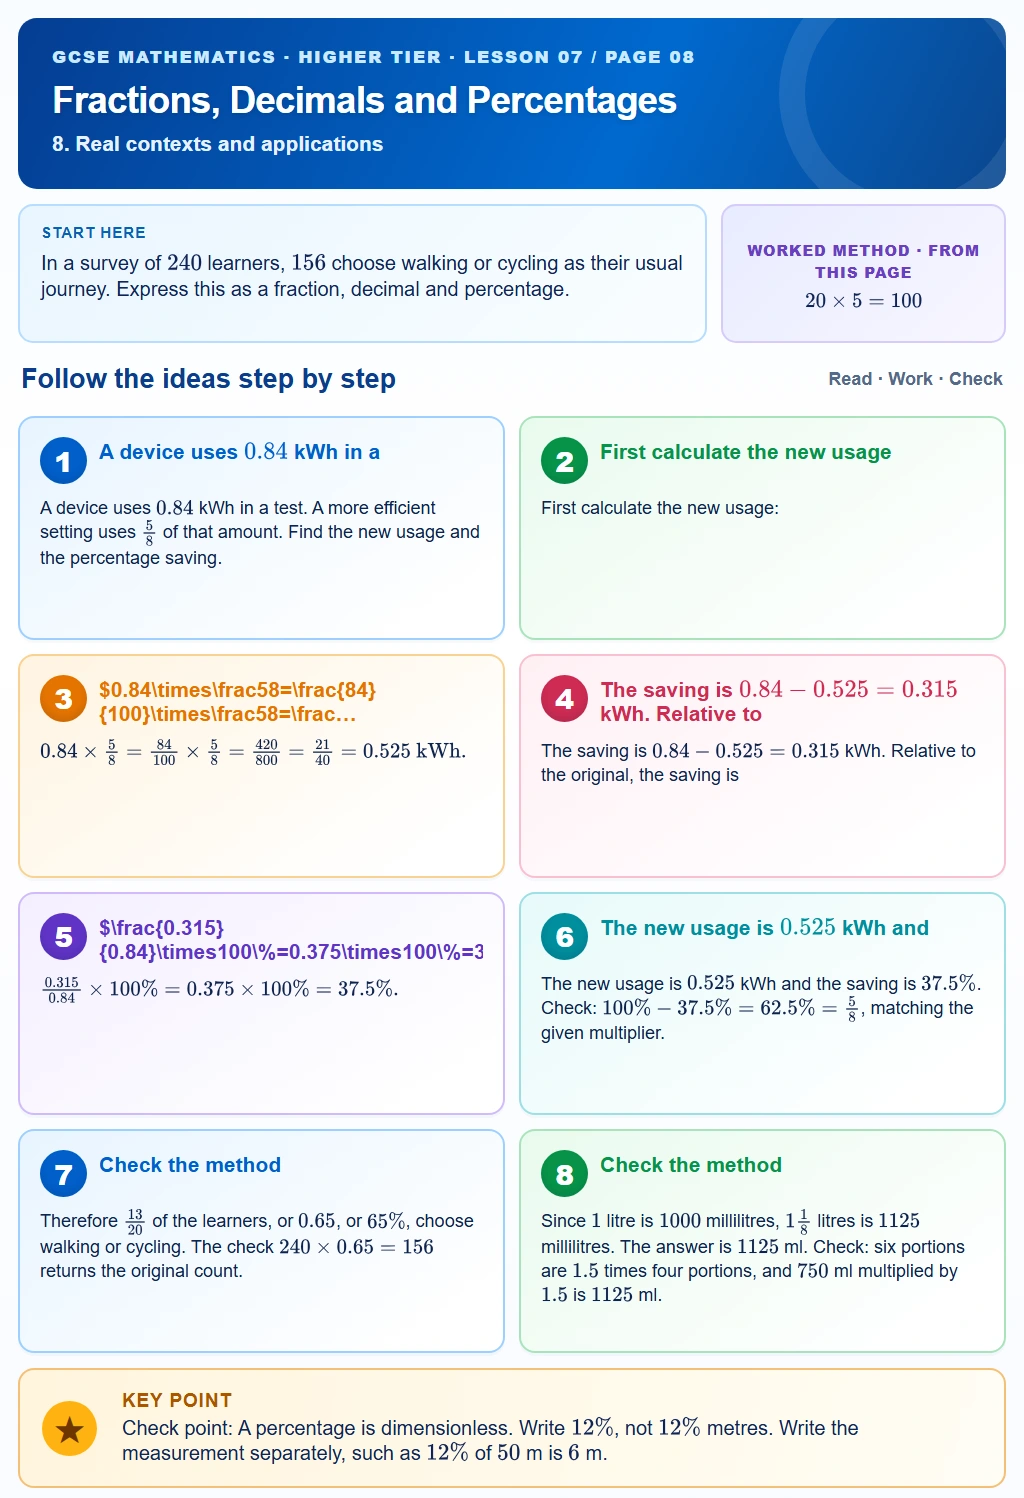 GCSE MATHEMATICS · HIGHER TIER · LESSON 07 / PAGE 08
Fractions, Decimals and Percentages
8. Real contexts and applications
START HERE
In a survey of 240 learners, 156 choose walking or cycling as their usual
journey. Express this as a fraction, decimal and percentage.
WORKED METHOD · FROM
THIS PAGE
20 × 5 = 100
Follow the ideas step by step
Read · Work · Check
1
A device uses 0.84 kWh in a
A device uses 0.84 kWh in a test. A more efficient
setting uses 5/8 of that amount. Find the new usage and
the percentage saving.
2
First calculate the new usage
First calculate the new usage:
3
$0.84\times\frac58=\frac{84}
{100}\times\frac58=\frac…
0.84 × 5/8 = 84/100 × 5/8 = 420/800 = 21/40 = 0.525 kWh.
4
The saving is 0.84 − 0.525 = 0.315
kWh. Relative to
The saving is 0.84 − 0.525 = 0.315 kWh. Relative to
the original, the saving is
5
$\frac{0.315}
{0.84}\times100\%=0.375\times100\%=3
0.315/0.84 × 100% = 0.375 × 100% = 37.5%.
6
The new usage is 0.525 kWh and
The new usage is 0.525 kWh and the saving is 37.5%.
Check: 100% − 37.5% = 62.5% = 5/8, matching the
given multiplier.
7
Check the method
Therefore 13/20 of the learners, or 0.65, or 65%, choose
walking or cycling. The check 240 × 0.65 = 156
returns the original count.
8
Check the method
Since 1 litre is 1000 millilitres, 1 1/8 litres is 1125
millilitres. The answer is 1125 ml. Check: six portions
are 1.5 times four portions, and 750 ml multiplied by
1.5 is 1125 ml.
KEY POINT
Check point: A percentage is dimensionless. Write 12%, not 12% metres. Write the
measurement separately, such as 12% of 50 m is 6 m.